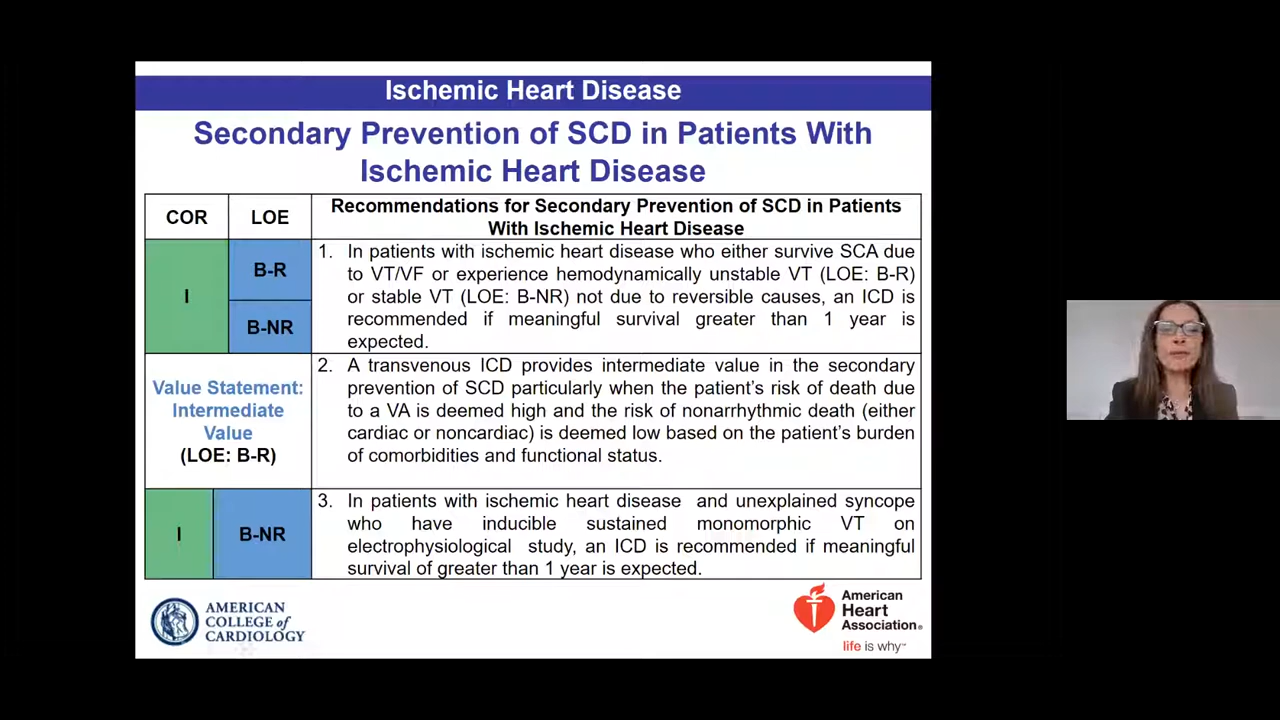 Ischemic Heart Disease
Secondary Prevention of SCD in Patients With
Ischemic Heart Disease
COR
LOE
Recommendations for Secondary Prevention of SCD in Patients
With Ischemic Heart Disease
I
B-R
B-NR
1. In patients with ischemic heart disease who either survive SCA due
to VT/VF or experience hemodynamically unstable VT (LOE: B-R)
or stable VT (LOE: B-NR) not due to reversible causes, an ICD is
recommended if meaningful survival greater than 1 year is
expected.
Value Statement:
Intermediate
Value
(LOE: B-R)
2. A transvenous ICD provides intermediate value in the secondary
prevention of SCD particularly when the patient's risk of death due
to a VA is deemed high and the risk of nonarrhythmic death (either
cardiac or noncardiac) is deemed low based on the patient's burden
of comorbidities and functional status.
I
B-NR
3. In patients with ischemic heart disease and unexplained syncope
who have inducible sustained monomorphic VT on
electrophysiological study, an ICD is recommended if meaningful
survival of greater than 1 year is expected.
AMERICAN
COLLEGE of
CARDIOLOGY
American
Heart
Association®
life is why™